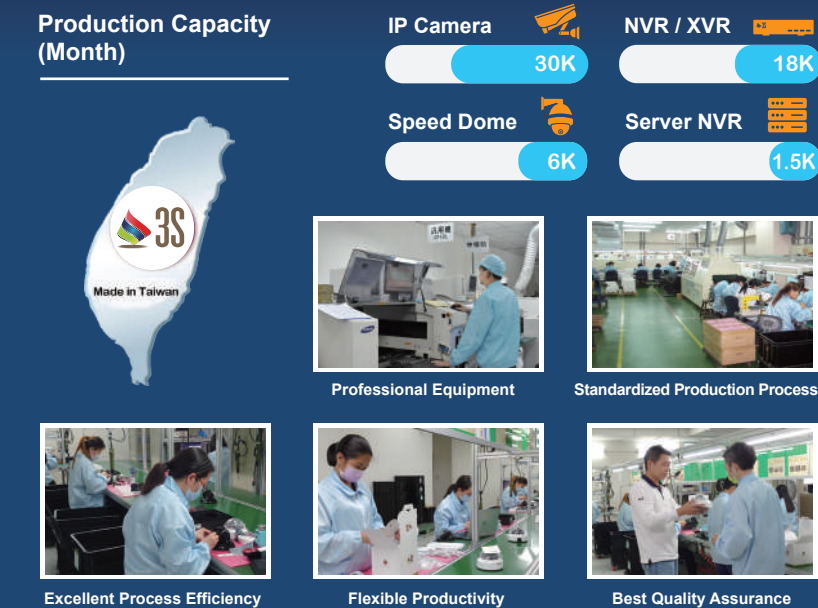 Production Capacity
(Month)
IP Camera
30K
NVR / XVR
18K
Speed Dome
6K
Server NVR
1.5K
3S
Made in Taiwan
Professional Equipment
Standardized Production Process
Excellent Process Efficiency
Flexible Productivity
Best Quality Assurance